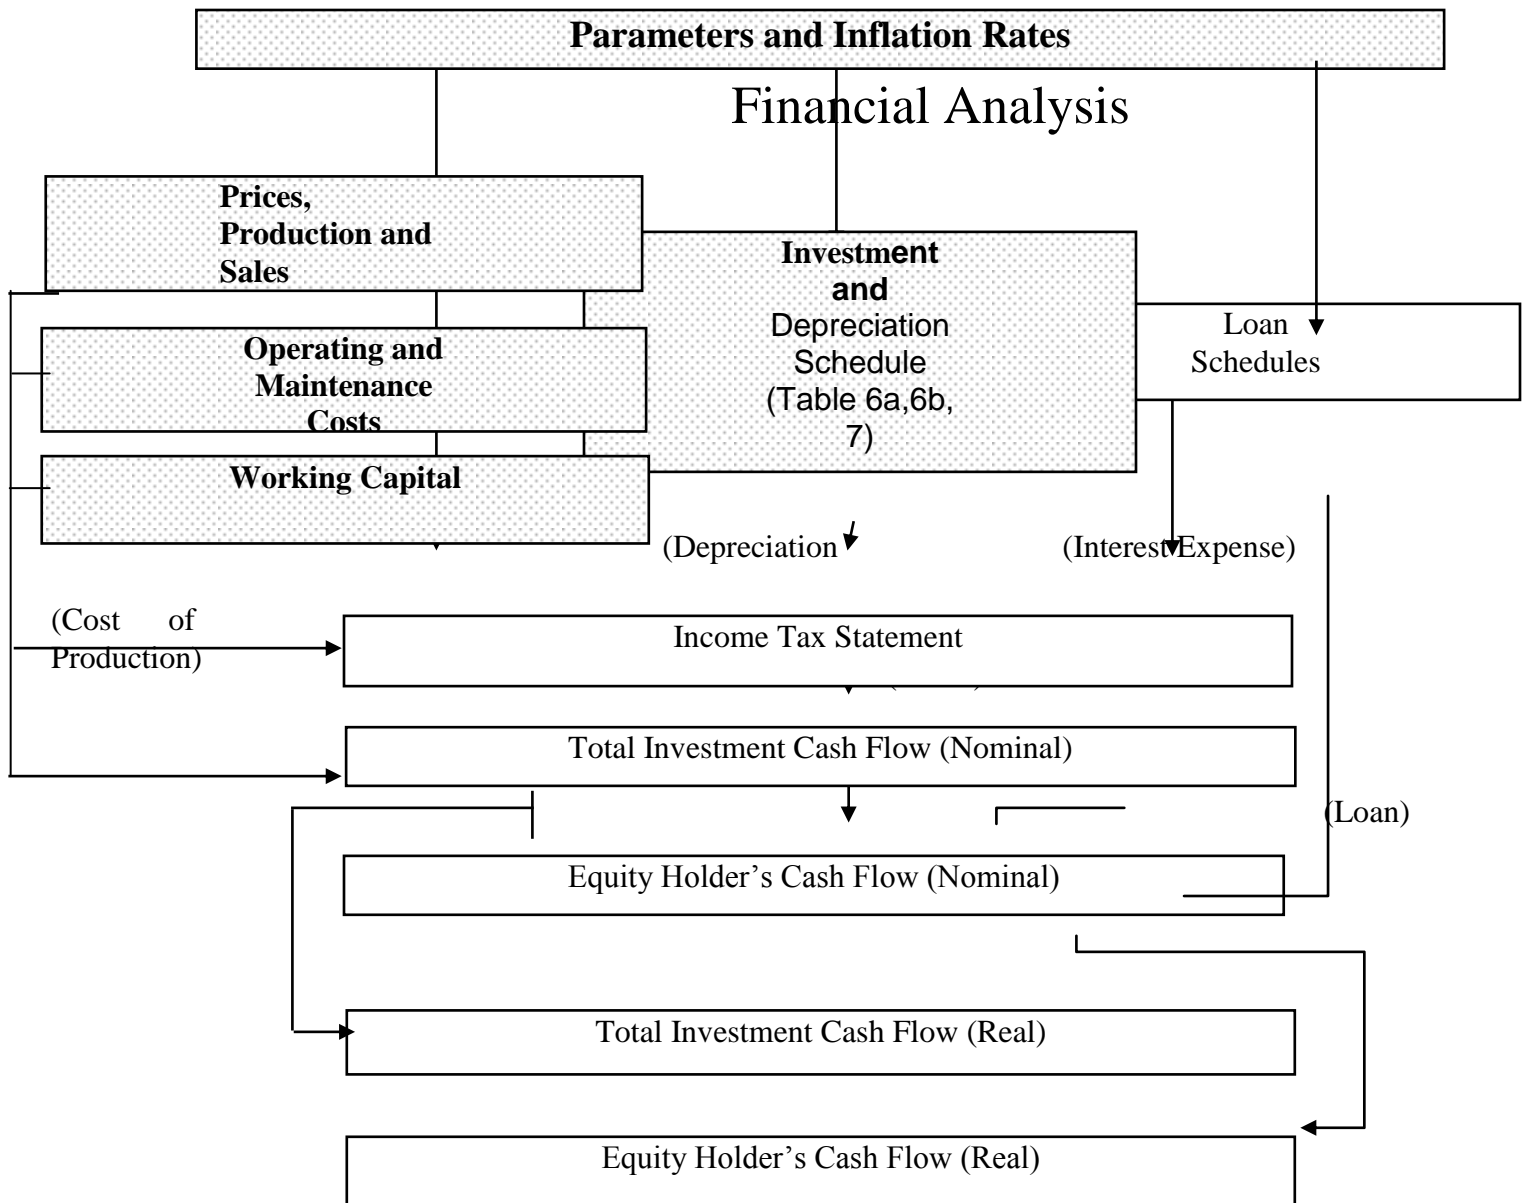 Parameters and Inflation Rates
Financial Analysis
Prices,
Production and
Sales
Investment
and
Depreciation
Schedule
(Table 6a,6b,
7)
Loan
Schedules
Operating and
Maintenance
Costs
Working Capital
(Depreciation
(Interest Expense)
(Cost of
Production)
Income Tax Statement
Total Investment Cash Flow (Nominal)
(Loan)
Equity Holder’s Cash Flow (Nominal)
Total Investment Cash Flow (Real)
Equity Holder’s Cash Flow (Real)